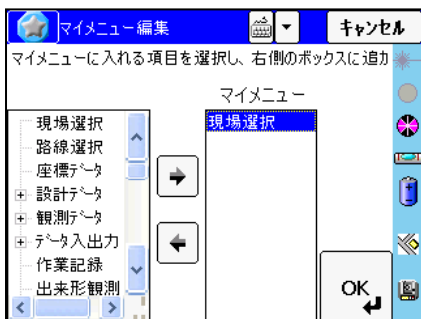 マイメニュー編集
キャンセル
マイメニューに入れる項目を選択し、右側のボックスに追加
マイメニュー
現場選択
路線選択
座標データ
設計データ
観測データ
データ入出力
作業記録
出来形観測
現場選択
OK